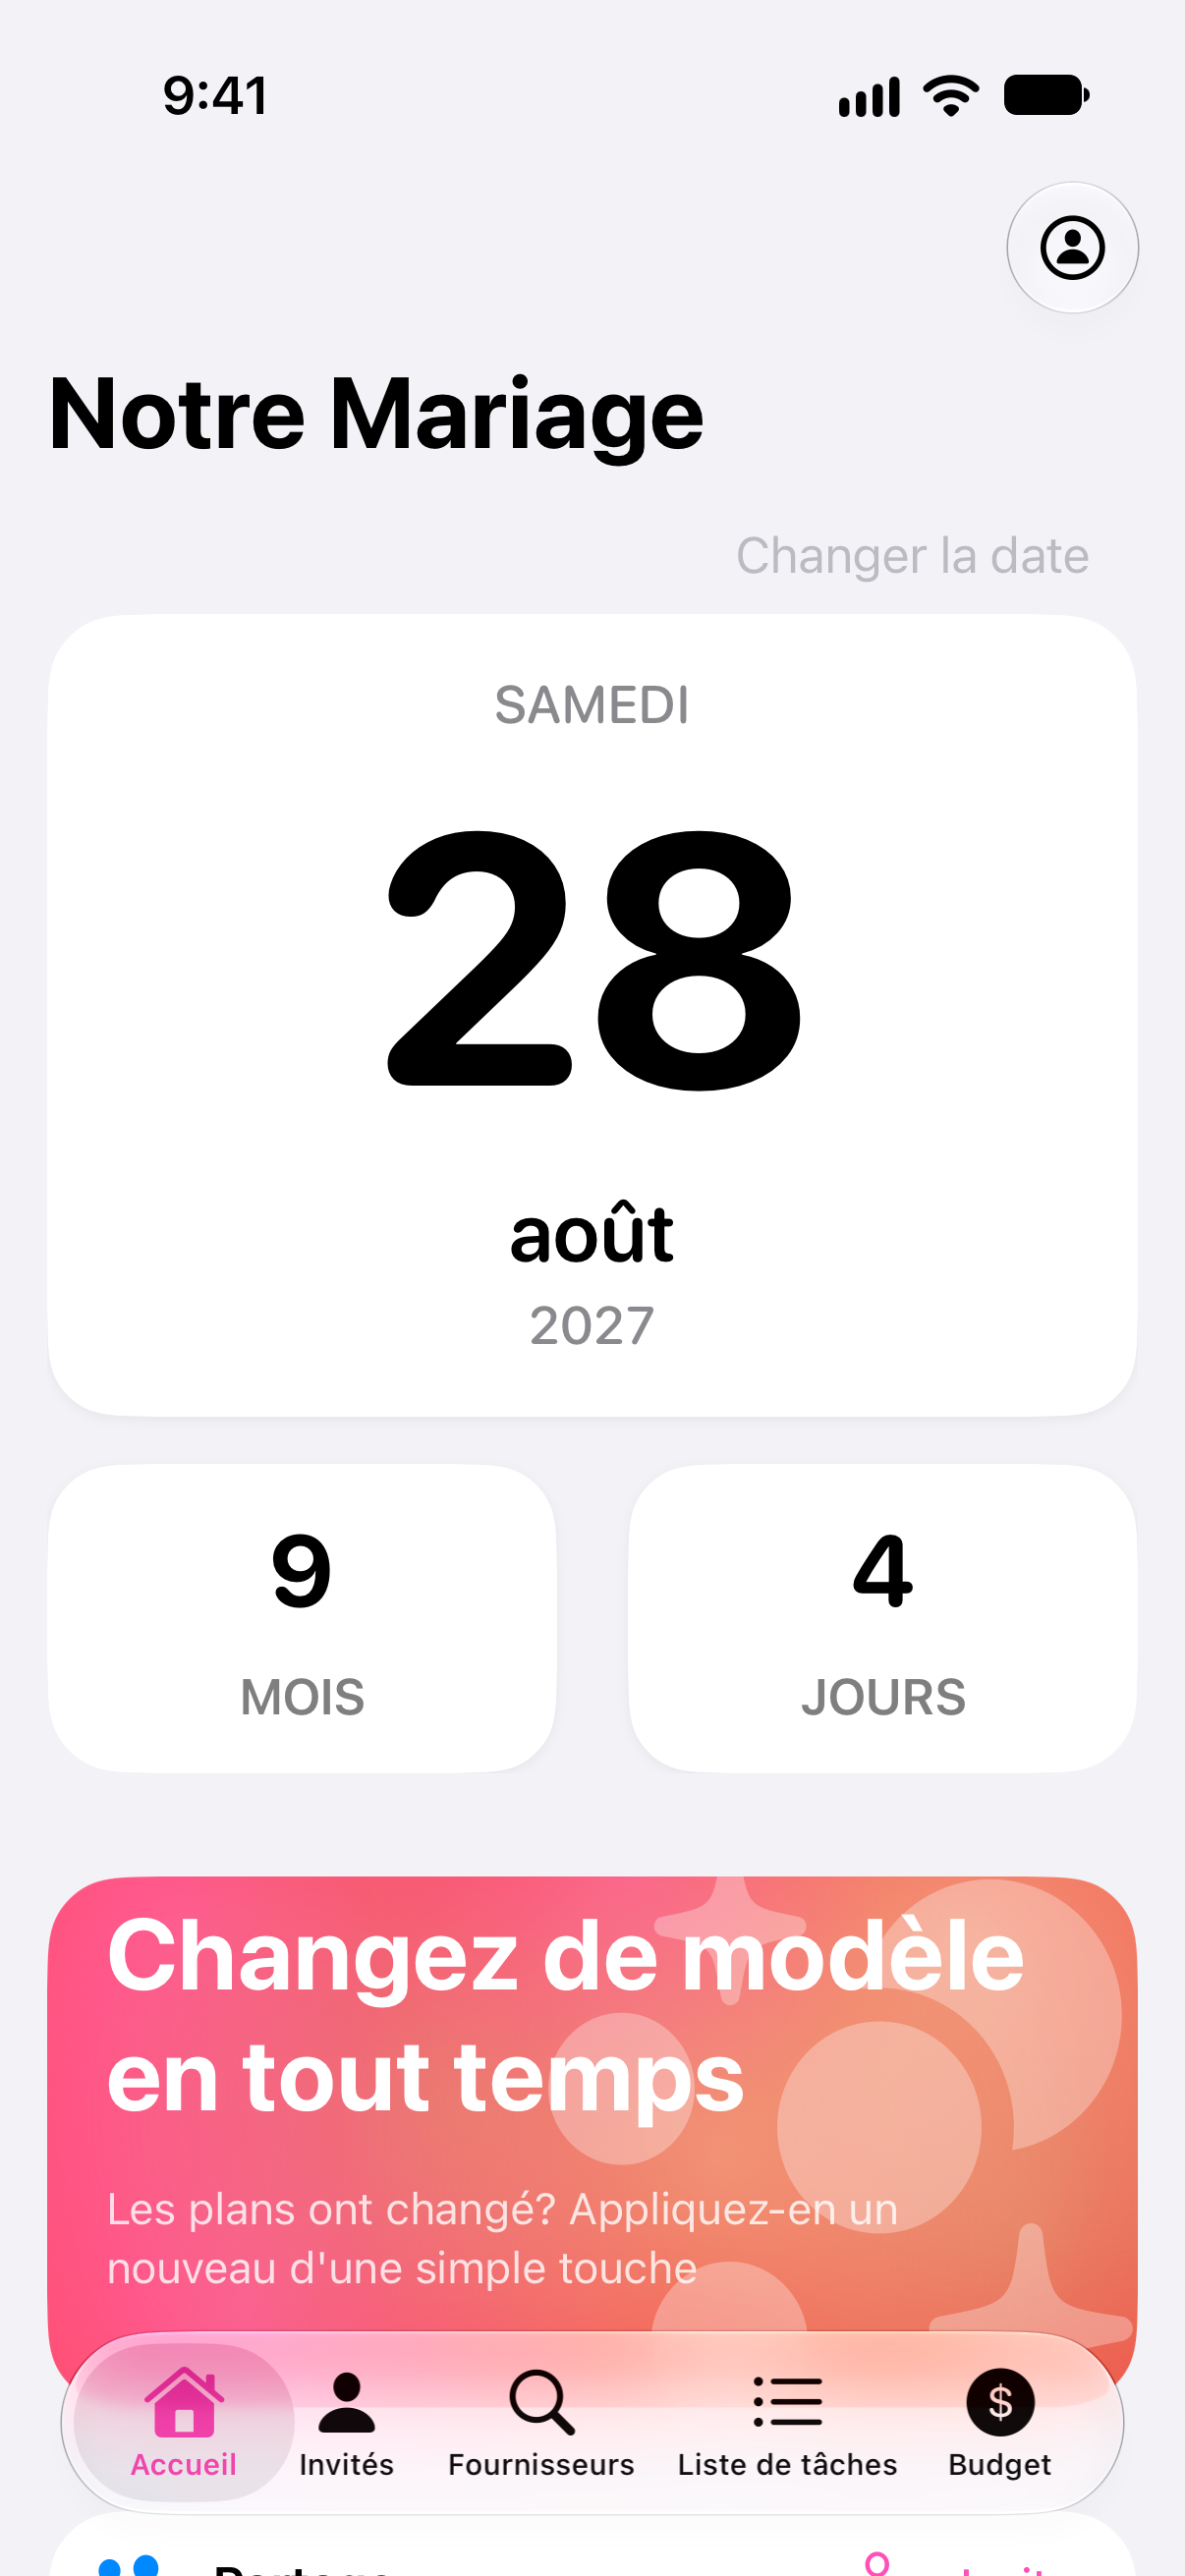 9:41
Notre Mariage
Changer la date
SAMEDI
28
août
2027
9
MOIS
4
JOURS
Changez de modèle
en tout temps
Les plans ont changé? Appliquez-en un
nouveau d'une simple touche
$
Accueil
Invités
Fournisseurs
Liste de tâches
Budget